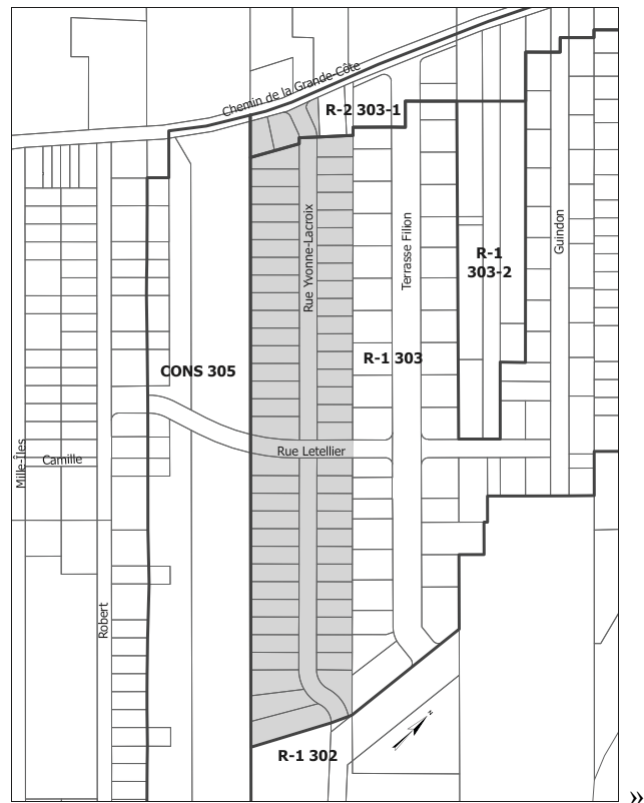 Chemin de la Grande-Côte
R-2 303-1
Rue Yvonne-Lacroix
Terrasse Filion
Guindon
R-1
303-2
R-1 303
CONS 305
Mille-Îles
Camille
Rue Letellier
Robert
R-1 302
N
»